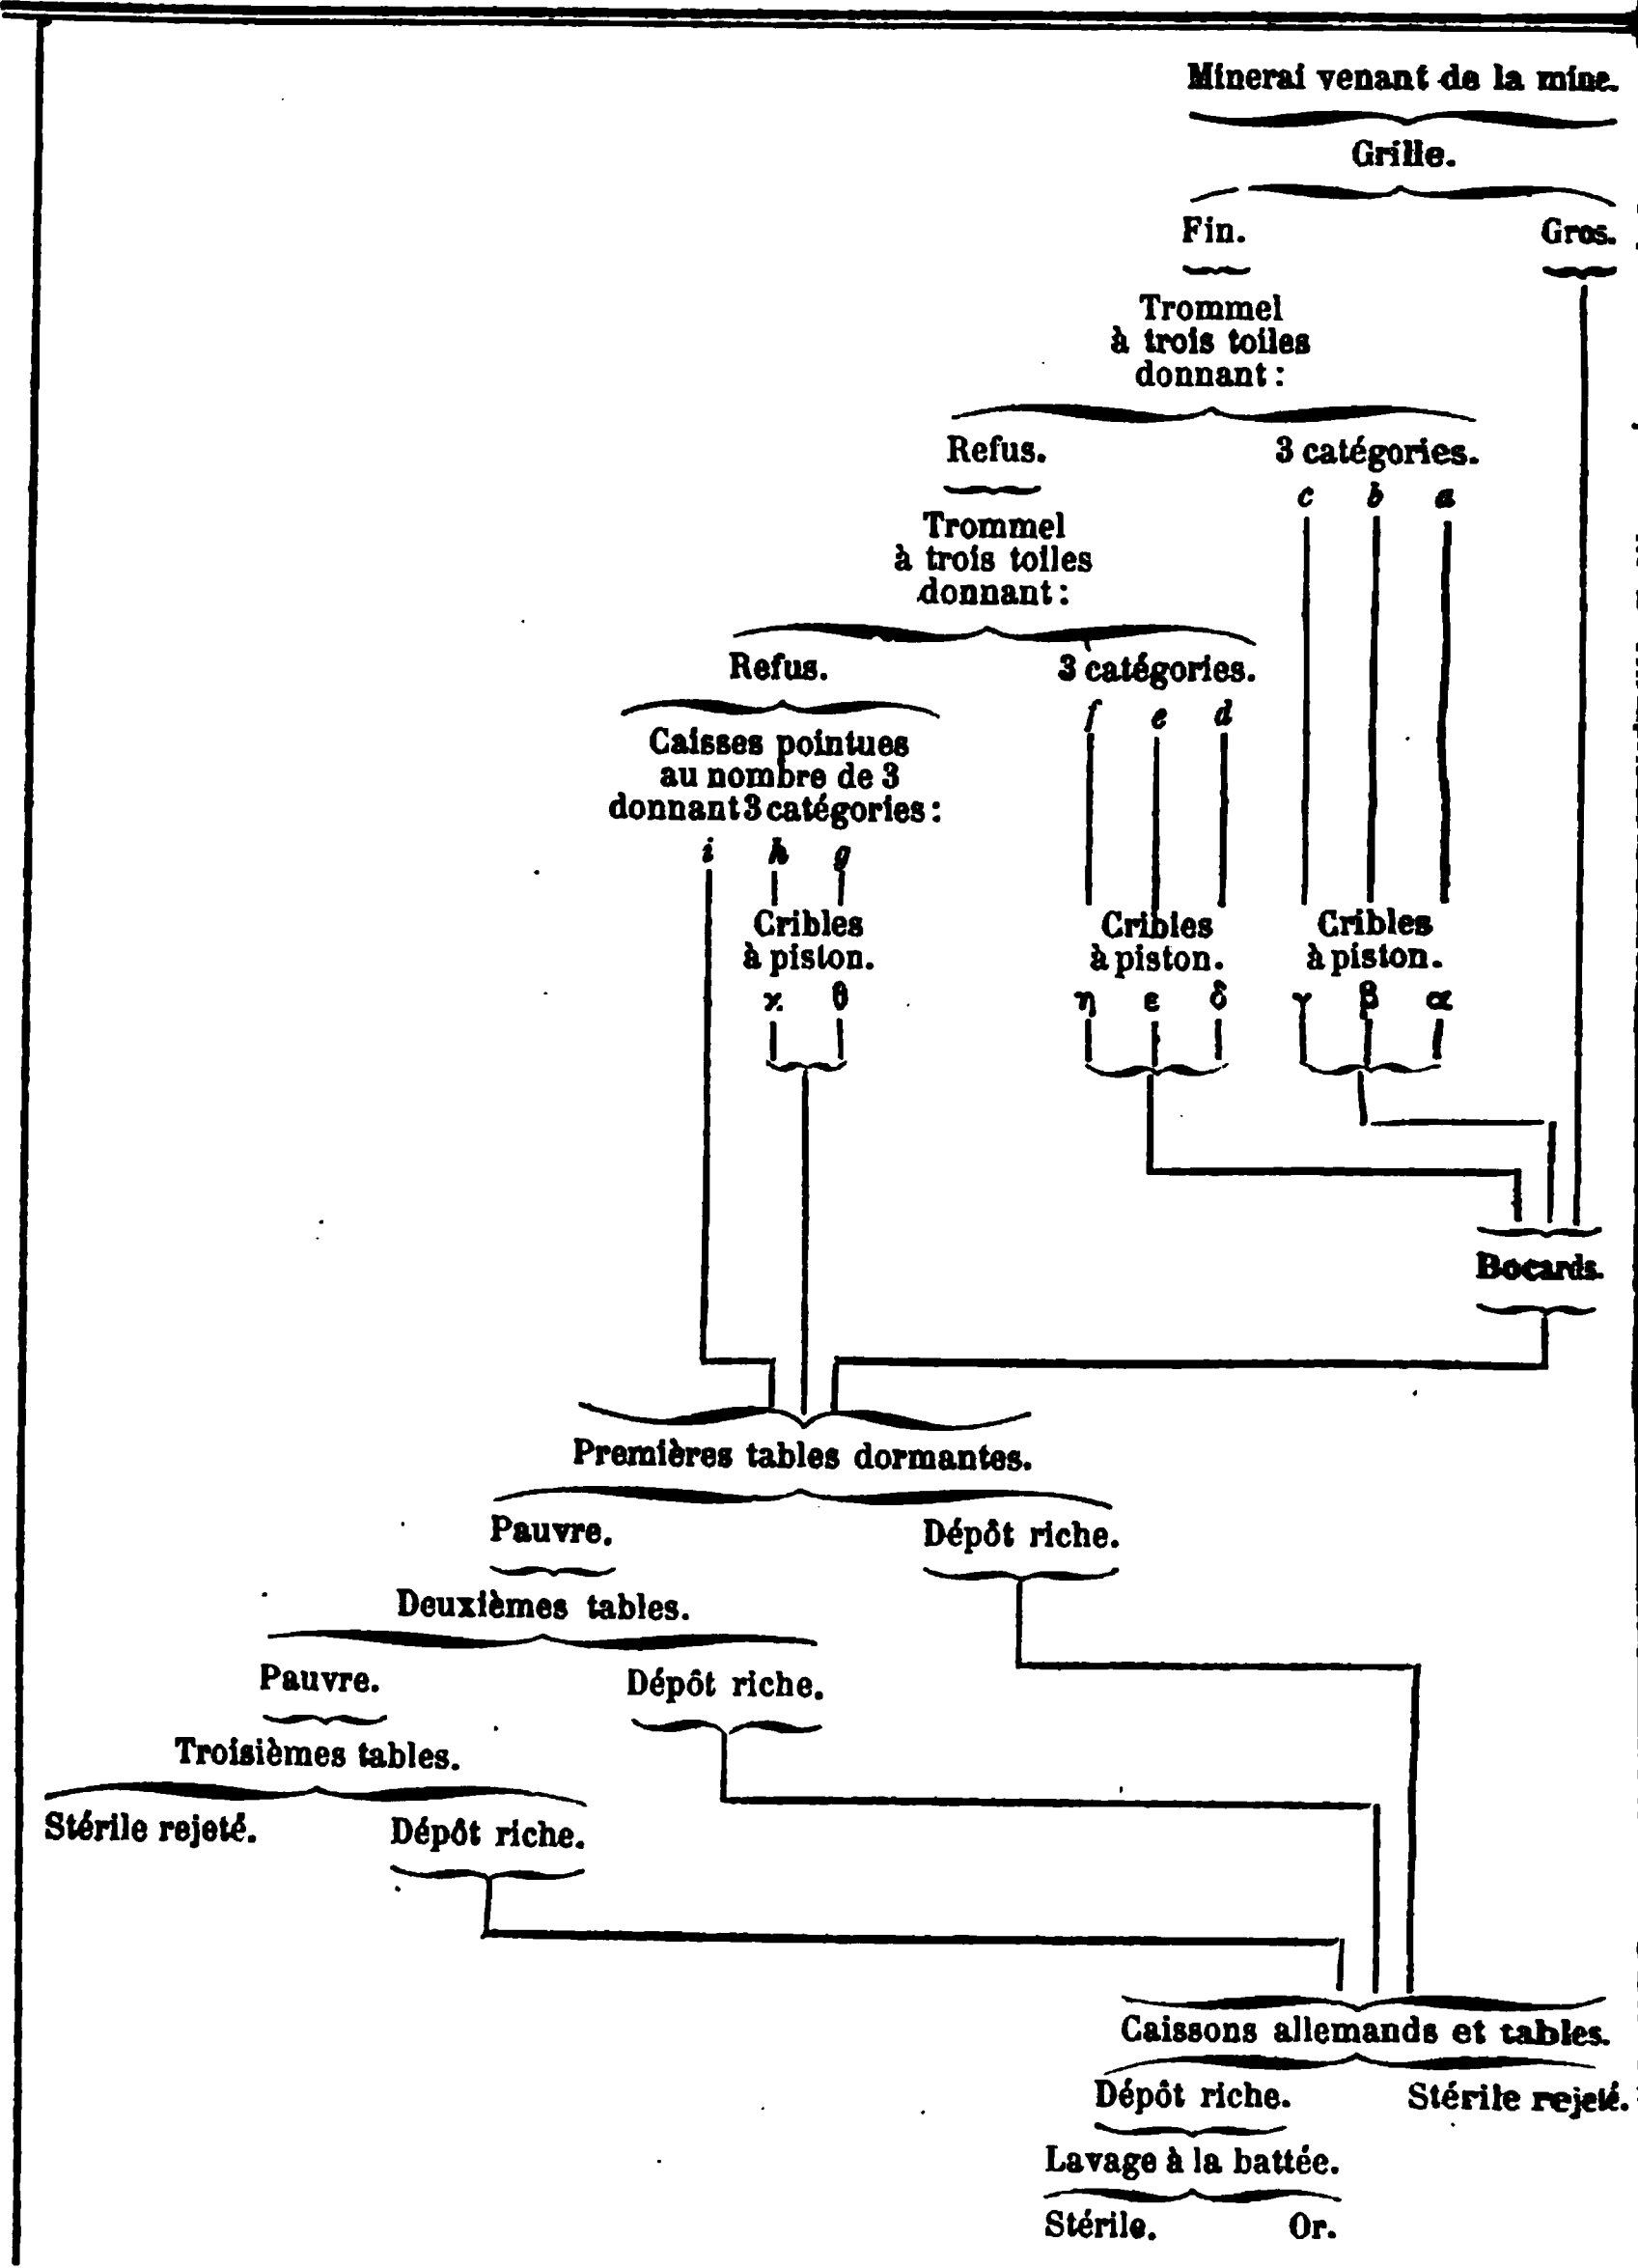 Minerai venant de la mine.
Grille.
Fin. Gros.
Trommel
à trois toiles
donnant :
Refus. 3 catégories.
c b a
Trommel
à trois toiles
donnant :
Refus. 3 catégories.
f e d
Caisses pointues
au nombre de 3
donnant 3 catégories :
i h g
Cribles Cribles Cribles
à piston. à piston. à piston.
κ θ η ε δ γ β α
Bocards.
Premières tables dormantes.
Pauvre. Dépôt riche.
Deuxièmes tables.
Pauvre. Dépôt riche.
Troisièmes tables.
Stérile rejeté. Dépôt riche.
Caissons allemands et tables.
Dépôt riche. Stérile rejeté.
Lavage à la battée.
Stérile. Or.